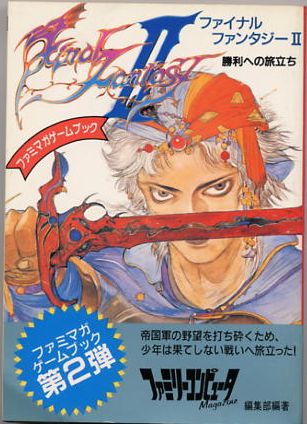 Final Fantasy II
ファイナル
ファンタジーII
勝利への旅立ち
ファミマガゲームブック
ファミマガ
ゲームブック
第2弾
帝国軍の野望を打ち砕くため、
少年は果てしない戦いへ旅立った!
ファミリーコンピュータ
Magazine
編集部編著